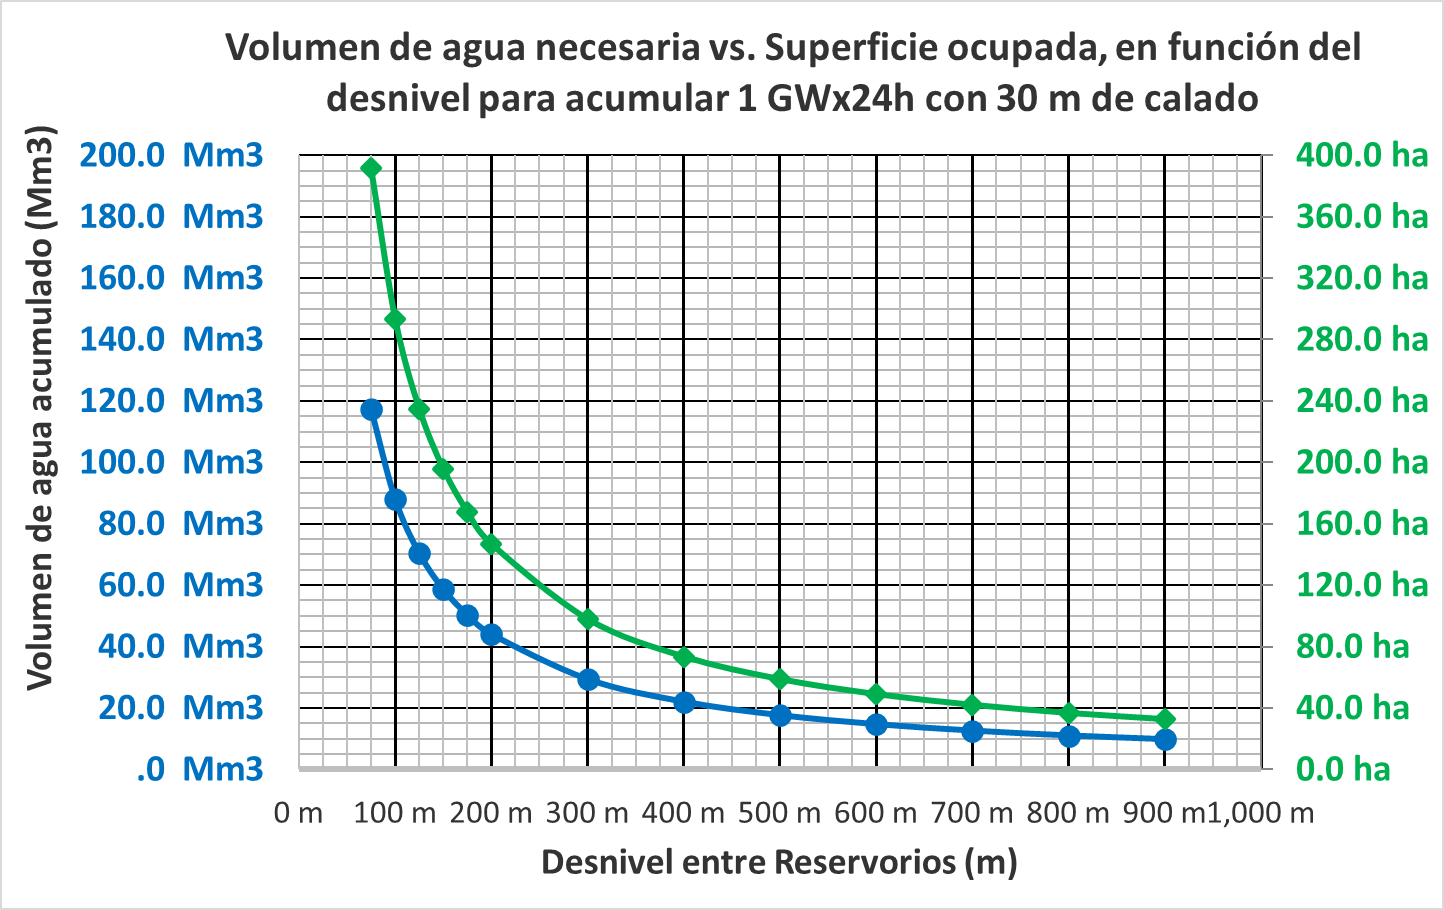 Volumen de agua necesaria vs. Superficie ocupada, en función del
desnivel para acumular 1 GWx24h con 30 m de calado
Volumen de agua acumulado (Mm3)
200.0 Mm3
180.0 Mm3
160.0 Mm3
140.0 Mm3
120.0 Mm3
100.0 Mm3
80.0 Mm3
60.0 Mm3
40.0 Mm3
20.0 Mm3
.0 Mm3
400.0 ha
360.0 ha
320.0 ha
280.0 ha
240.0 ha
200.0 ha
160.0 ha
120.0 ha
80.0 ha
40.0 ha
0.0 ha
0 m 100 m 200 m 300 m 400 m 500 m 600 m 700 m 800 m 900 m 1,000 m
Desnivel entre Reservorios (m)